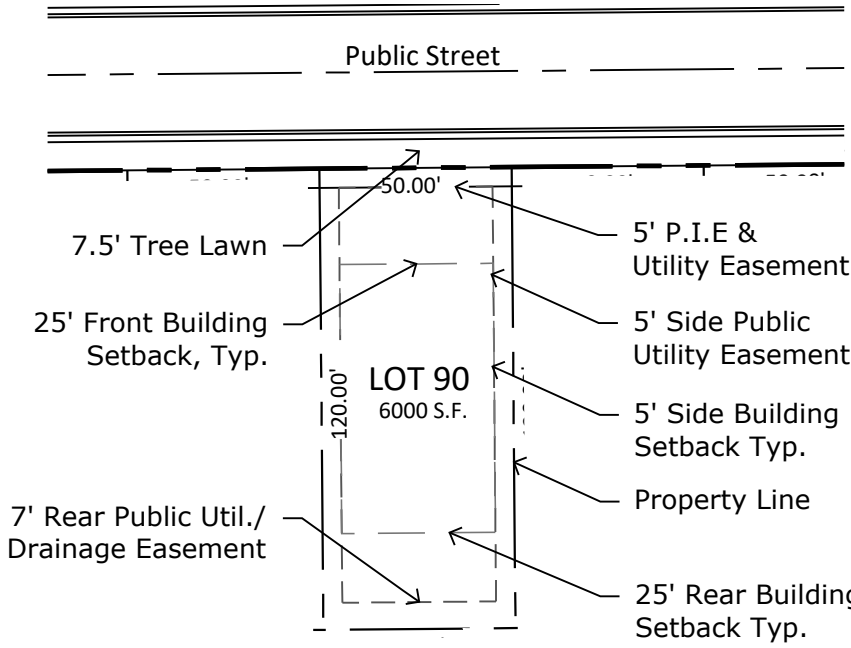 Public Street
50.00'
7.5' Tree Lawn
5' P.I.E &
Utility Easement
25' Front Building
Setback, Typ.
5' Side Public
Utility Easement
LOT 90
6000 S.F.
120.00'
5' Side Building
Setback Typ.
Property Line
7' Rear Public Util./
Drainage Easement
25' Rear Building
Setback Typ.